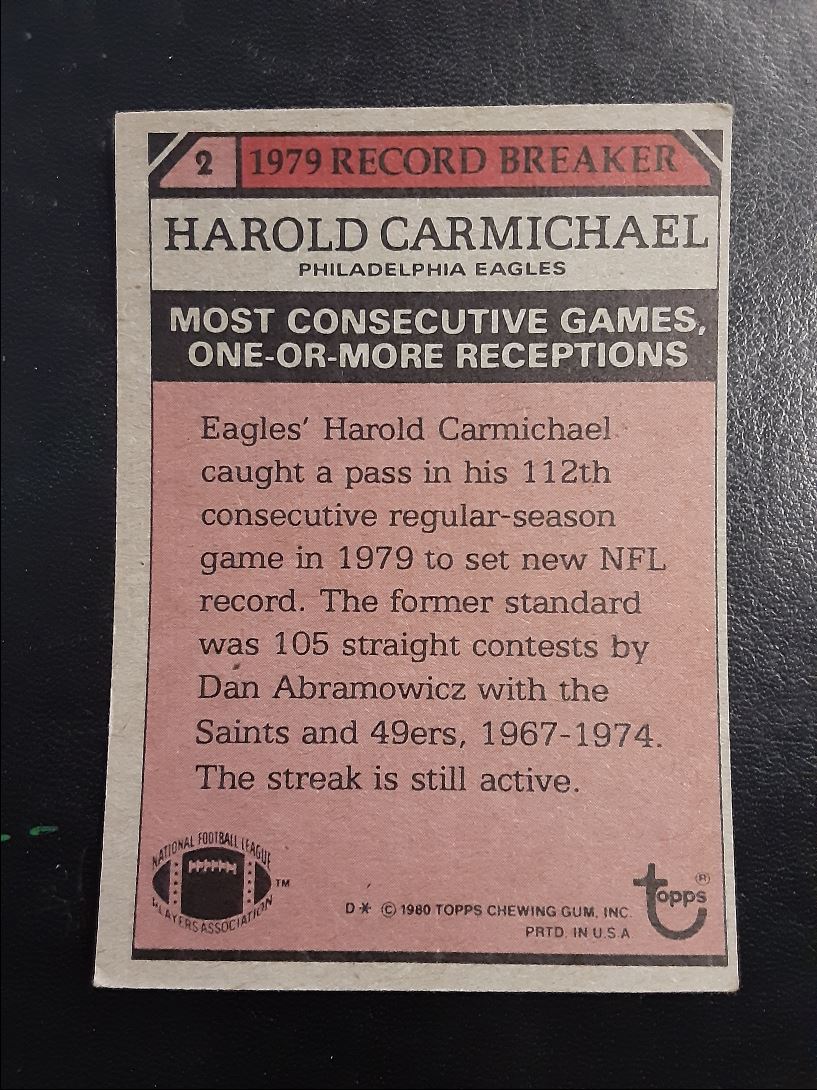 2 1979 RECORD BREAKER
HAROLD CARMICHAEL
PHILADELPHIA EAGLES
MOST CONSECUTIVE GAMES,
ONE-OR-MORE RECEPTIONS
Eagles' Harold Carmichael
caught a pass in his 112th
consecutive regular-season
game in 1979 to set new NFL
record. The former standard
was 105 straight contests by
Dan Abramowicz with the
Saints and 49ers, 1967-1974.
The streak is still active.
NATIONAL FOOTBALL LEAGUE
PLAYERS ASSOCIATION
TM
D* © 1980 TOPPS CHEWING GUM, INC.
PRTD. IN U.S.A
topps ®